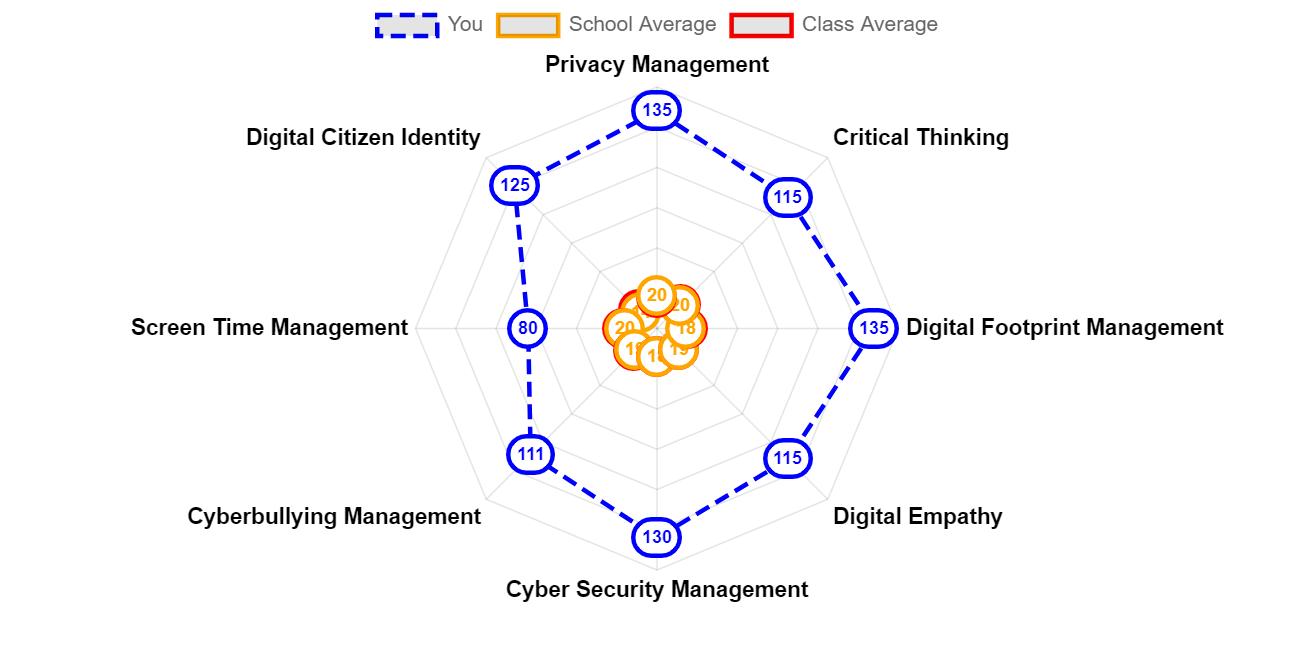 You School Average Class Average
Privacy Management
135
Digital Citizen Identity
Critical Thinking
125
115
20
20
Screen Time Management
80
20
18
135
Digital Footprint Management
19
111
115
Cyberbullying Management
Digital Empathy
130
Cyber Security Management